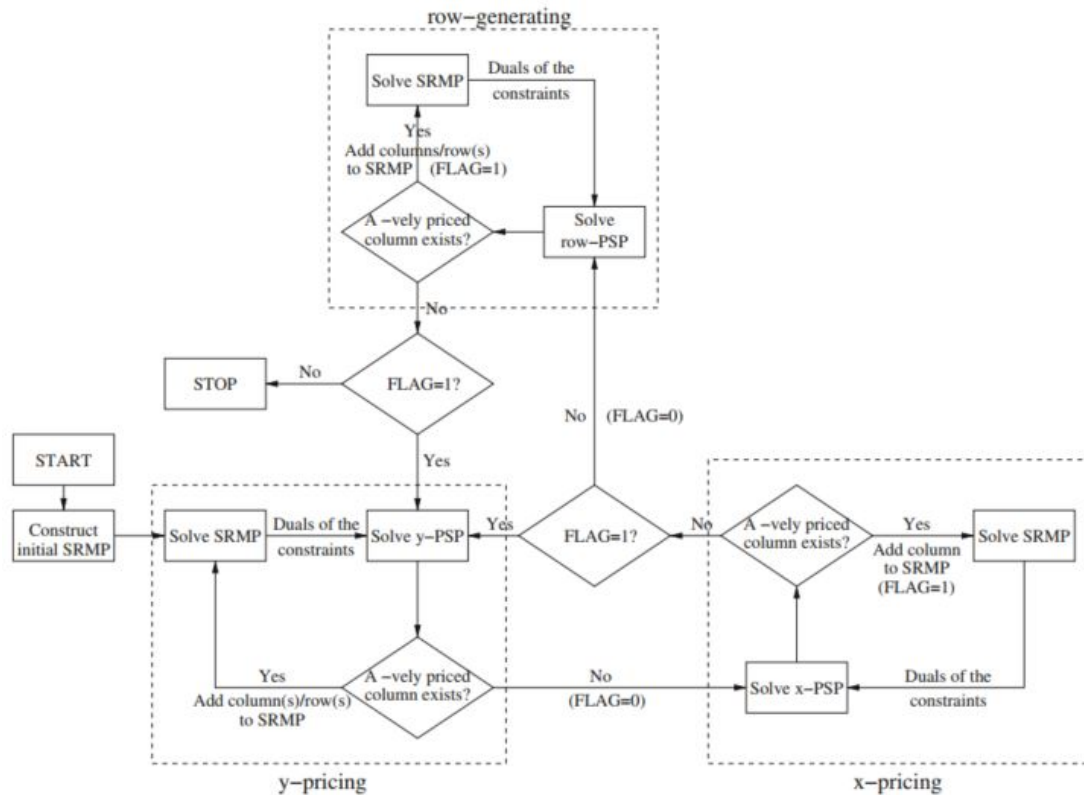 row-generating
Solve SRMP
Duals of the
constraints
Yes
Add columns/row(s)
to SRMP (FLAG=1)
A -vely priced
column exists?
Solve
row-PSP
No
STOP
No
FLAG=1?
No (FLAG=0)
START
Yes
Construct
initial SRMP
Solve SRMP
Duals of the
constraints
Solve y-PSP
Yes
FLAG=1?
No
A -vely priced
column exists?
Yes
Add column
to SRMP
(FLAG=1)
Solve SRMP
Yes
Add column(s)/row(s)
to SRMP
A -vely priced
column exists?
No
(FLAG=0)
Solve x-PSP
Duals of the
constraints
y-pricing
x-pricing